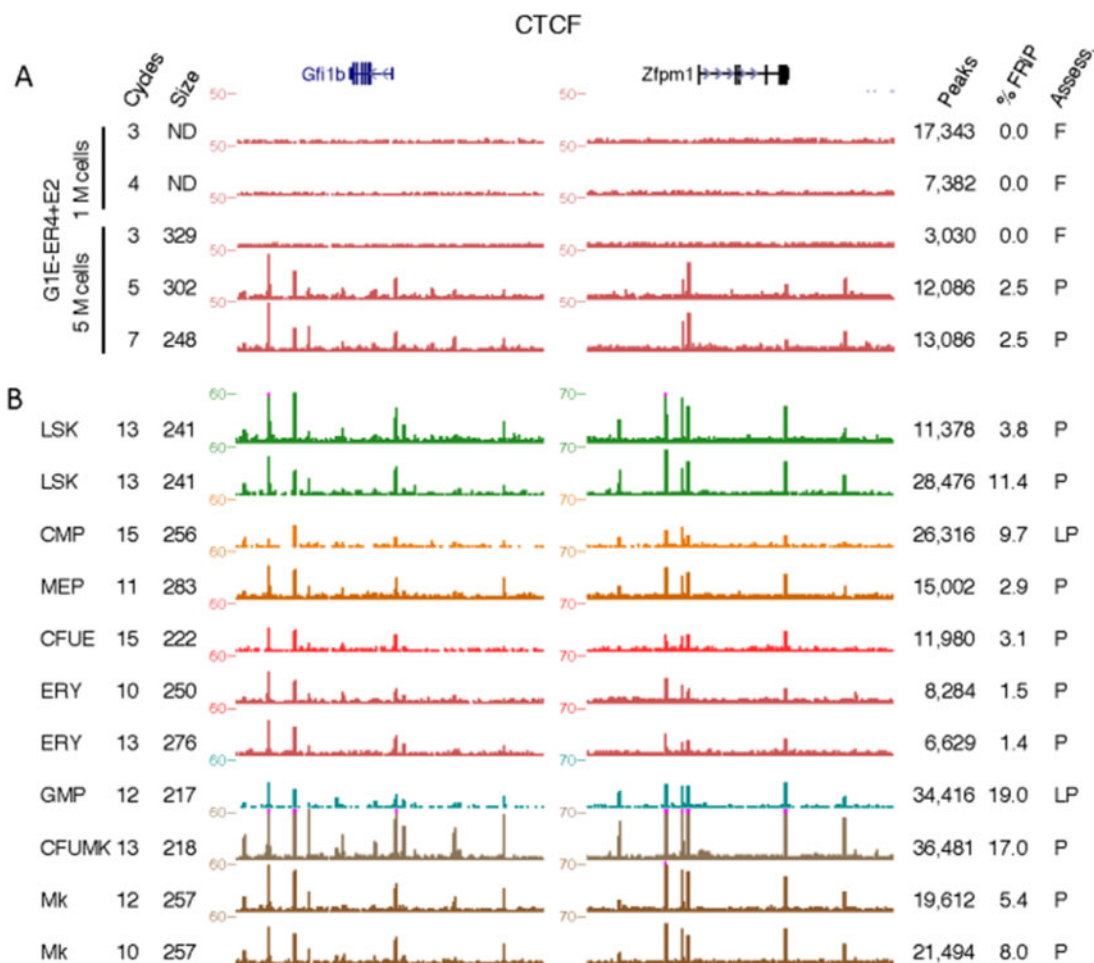 CTCF
A Cycles Size Gfi1b Zfpm1 Peaks % FRiP Assess.
50 50
G1E-ER4+E2
1 M cells
3 ND 17,343 0.0 F
50 50
4 ND 7,382 0.0 F
50 50
5 M cells
3 329 3,030 0.0 F
50 50
5 302 12,086 2.5 P
50 50
7 248 13,086 2.5 P
B 60 70
LSK 13 241 11,378 3.8 P
60 70
LSK 13 241 28,476 11.4 P
60 70
CMP 15 256 26,316 9.7 LP
60 70
MEP 11 283 15,002 2.9 P
60 70
CFUE 15 222 11,980 3.1 P
60 70
ERY 10 250 8,284 1.5 P
60 70
ERY 13 276 6,629 1.4 P
60 70
GMP 12 217 34,416 19.0 LP
60 70
CFUMK 13 218 36,481 17.0 P
60 70
Mk 12 257 19,612 5.4 P
60 70
Mk 10 257 21,494 8.0 P